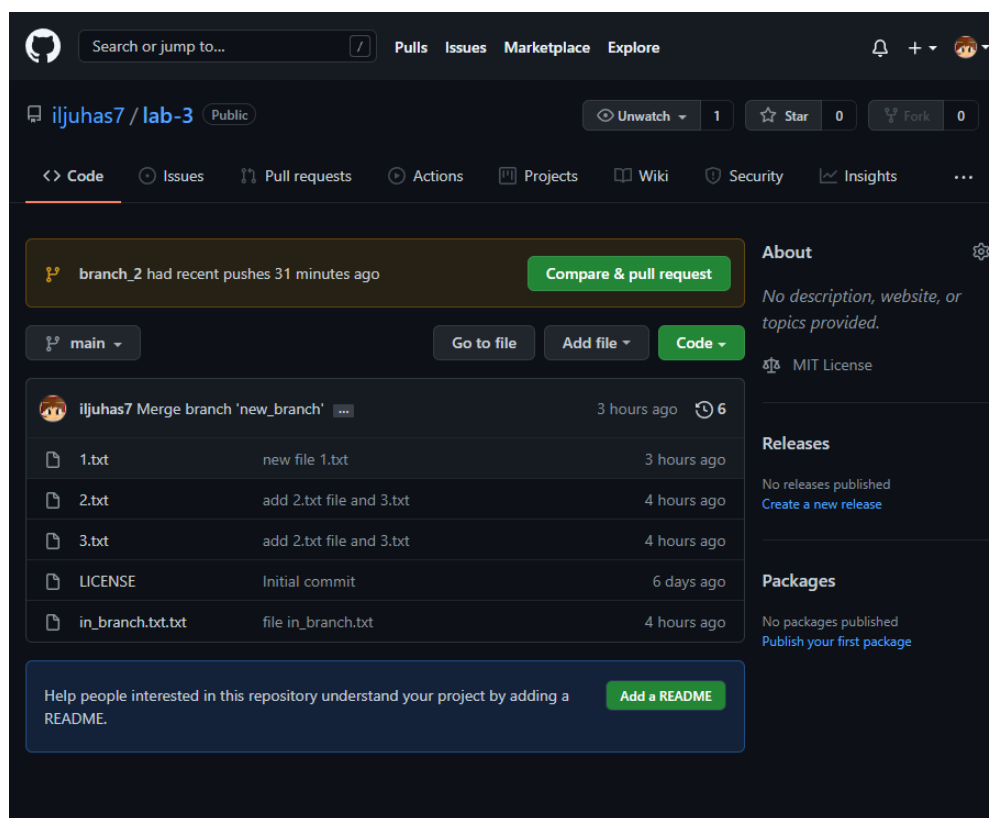 Search or jump to... / Pulls Issues Marketplace Explore
iljuhas7 / lab-3 Public Unwatch 1 Star 0 Fork 0
Code Issues Pull requests Actions Projects Wiki Security Insights ...
branch_2 had recent pushes 31 minutes ago Compare & pull request
main Go to file Add file Code
iljuhas7 Merge branch 'new_branch' ... 3 hours ago 6
1.txt new file 1.txt 3 hours ago
2.txt add 2.txt file and 3.txt 4 hours ago
3.txt add 2.txt file and 3.txt 4 hours ago
LICENSE Initial commit 6 days ago
in_branch.txt.txt file in_branch.txt 4 hours ago
Help people interested in this repository understand your project by adding a
README.
Add a README
About
No description, website, or
topics provided.
MIT License
Releases
No releases published
Create a new release
Packages
No packages published
Publish your first package